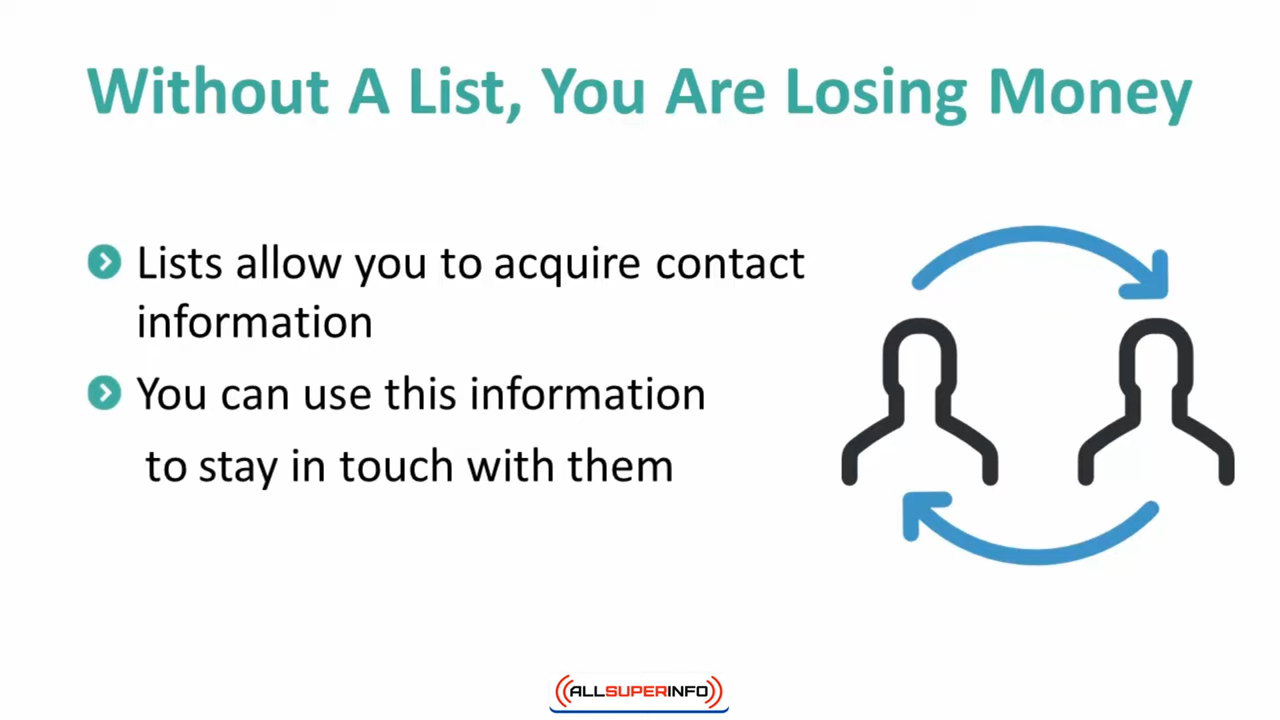 Without A List, You Are Losing Money
Lists allow you to acquire contact
information
You can use this information
to stay in touch with them
ALLSUPERINFO